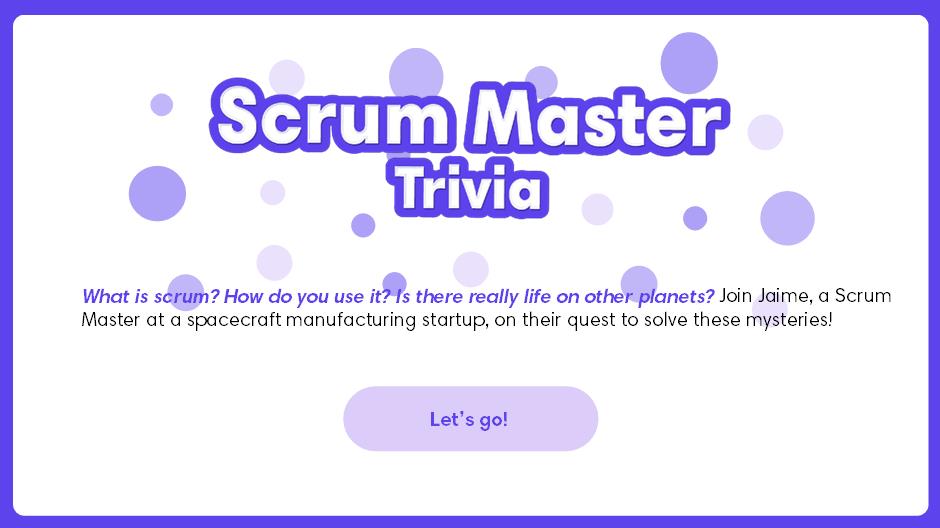 Scrum Master
Trivia
What is scrum? How do you use it? Is there really life on other planets? Join Jaime, a Scrum
Master at a spacecraft manufacturing startup, on their quest to solve these mysteries!
Let's go!